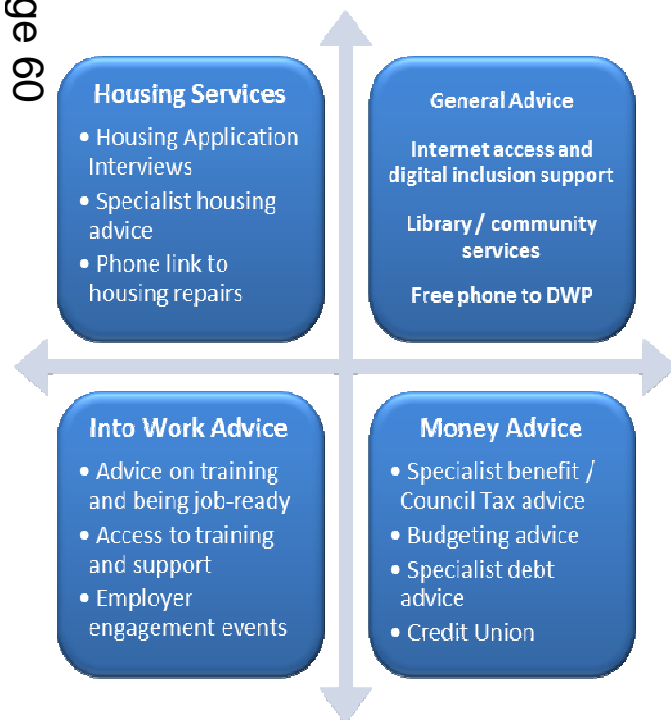 ge 60
Housing Services
• Housing Application
Interviews
• Specialist housing
advice
• Phone link to
housing repairs
General Advice
Internet access and
digital inclusion support
Library / community
services
Free phone to DWP
Into Work Advice
• Advice on training
and being job-ready
• Access to training
and support
• Employer
engagement events
Money Advice
• Specialist benefit /
Council Tax advice
• Budgeting advice
• Specialist debt
advice
• Credit Union